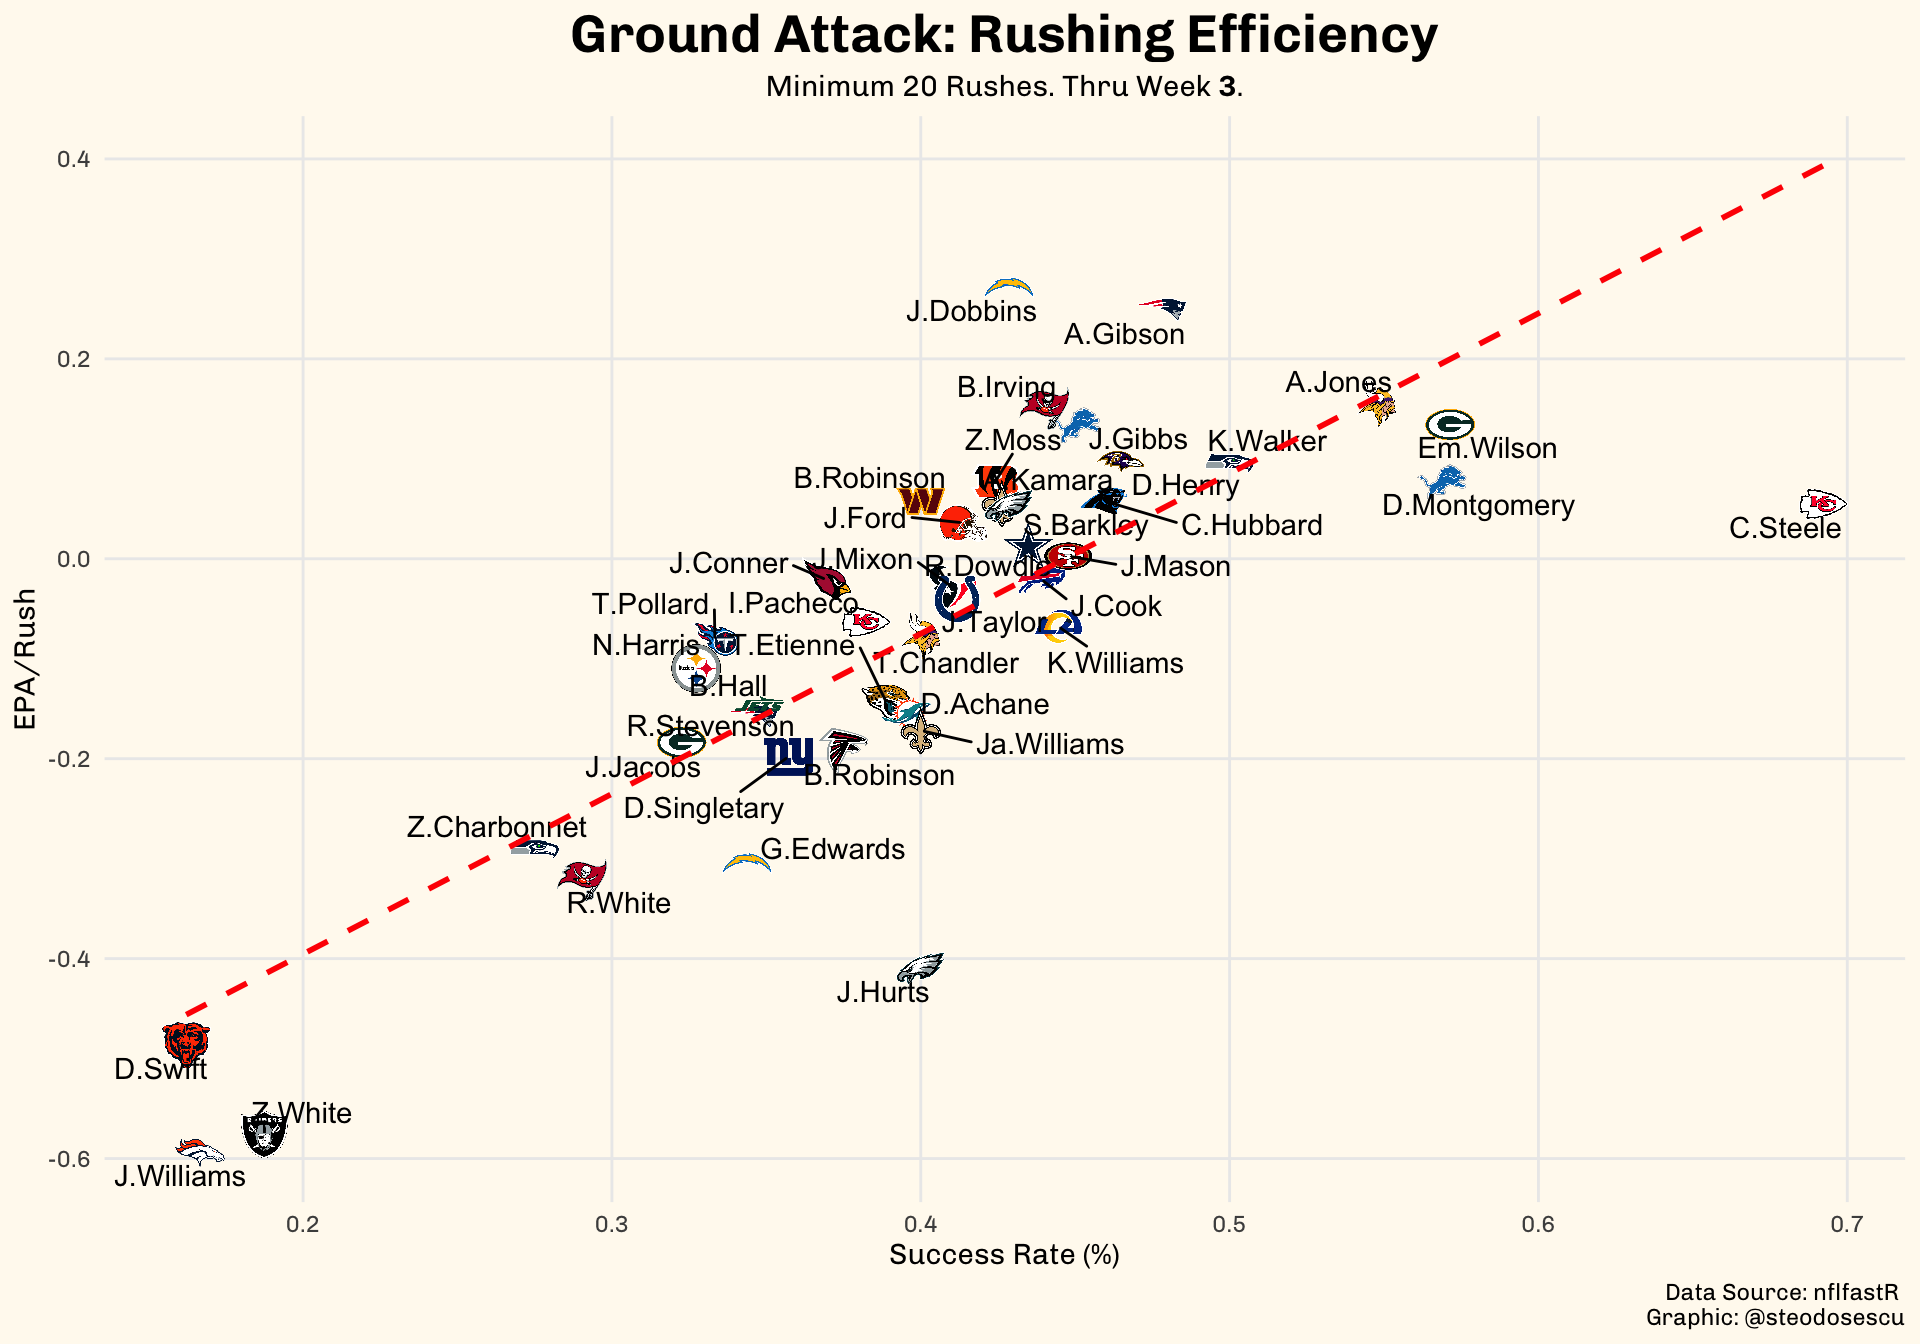 Ground Attack: Rushing Efficiency
Minimum 20 Rushes. Thru Week 3.
0.4
0.2
0.0
-0.2
-0.4
-0.6
EPA/Rush
J.Dobbins
A.Gibson
B.Irving
A.Jones
Z.Moss
J.Gibbs
K.Walker
Em.Wilson
B.Robinson
Kamara
D.Henry
D.Montgomery
J.Ford
S.Barkley
C.Hubbard
C.Steele
J.Conner
J.Mixon
R.Dowdle
J.Mason
T.Pollard
I.Pacheco
J.Cook
N.Harris
T.Etienne
J.Taylor
T.Chandler
K.Williams
B.Hall
D.Achane
R.Stevenson
Ja.Williams
J.Jacobs
ny
B.Robinson
D.Singletary
Z.Charbonnet
G.Edwards
R.White
J.Hurts
D.Swift
Z.White
J.Williams
0.2
0.3
0.4
0.5
0.6
0.7
Success Rate (%)
Data Source: nflfastR
Graphic: @steodosescu